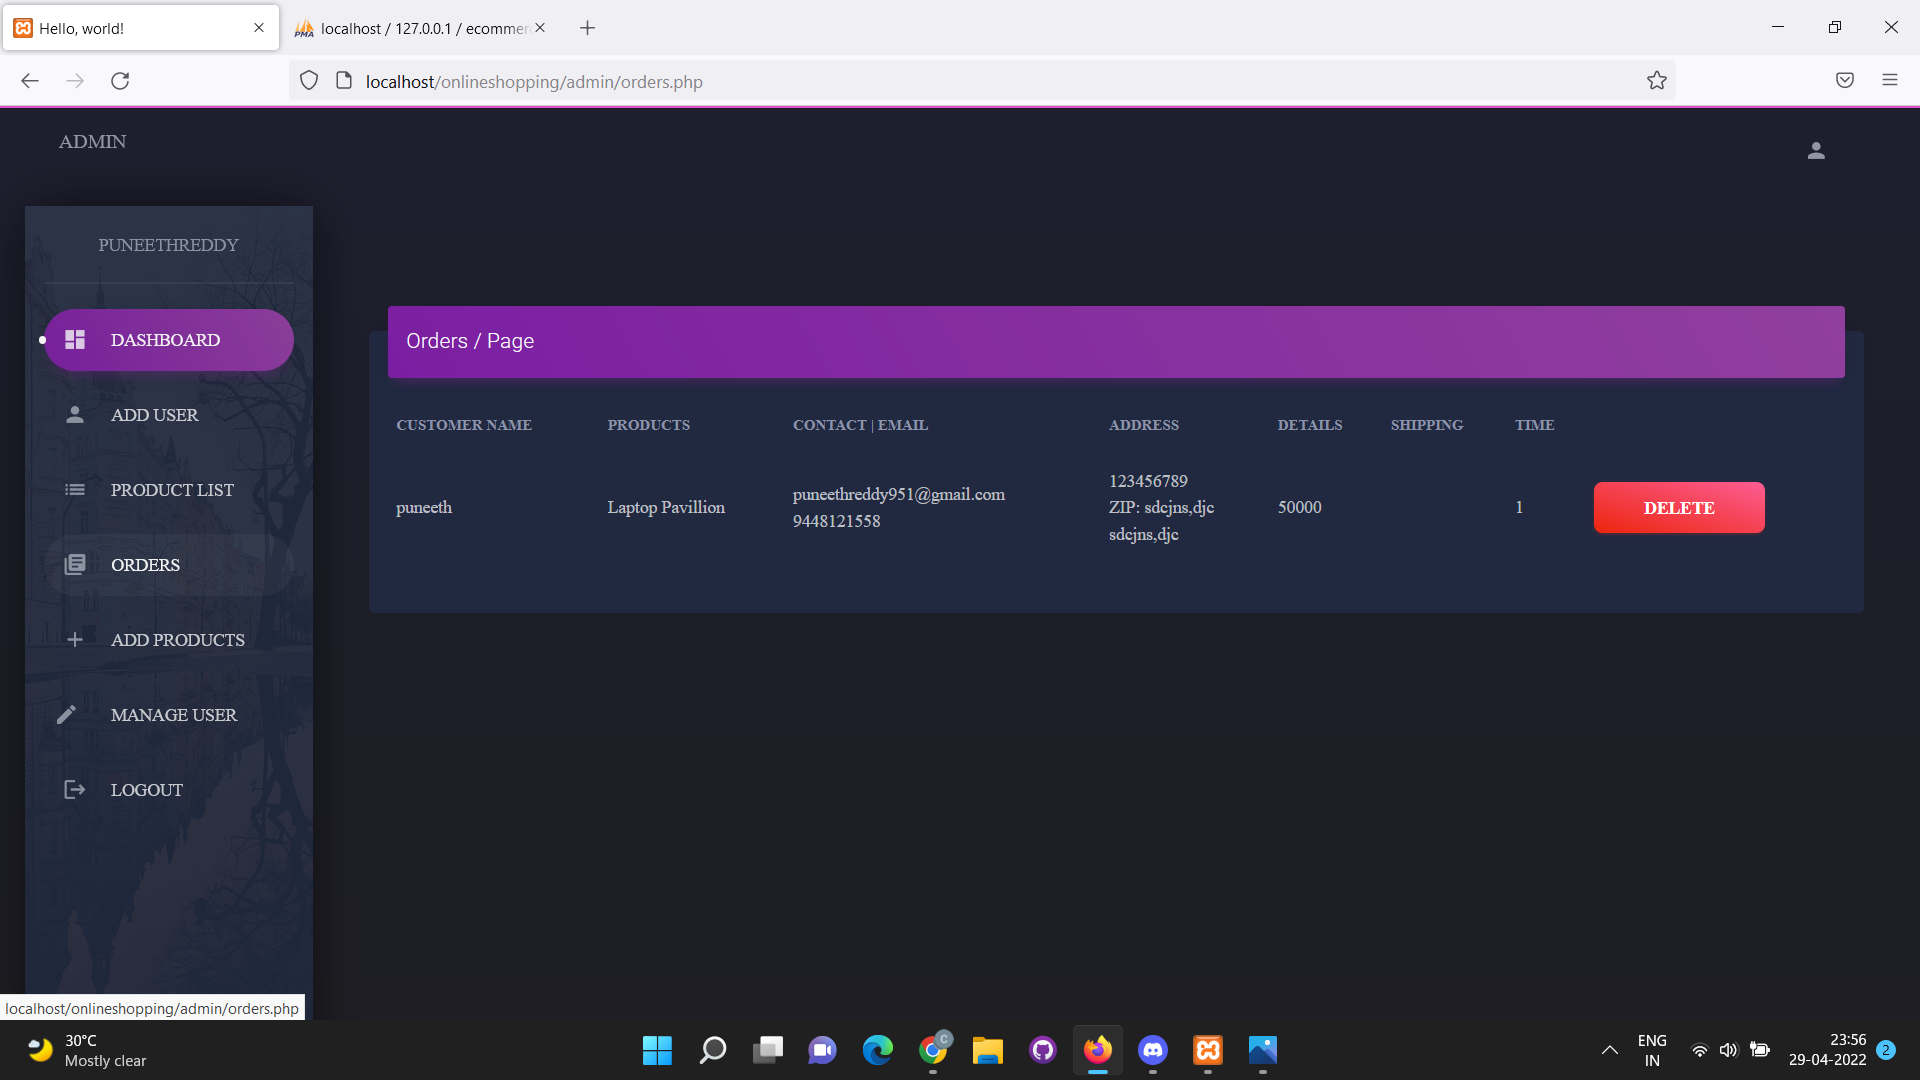 Hello, world!
localhost / 127.0.0.1 / ecommer
localhost/onlineshopping/admin/orders.php
ADMIN
PUNEETHREDDY
DASHBOARD
ADD USER
PRODUCT LIST
ORDERS
ADD PRODUCTS
MANAGE USER
LOGOUT
Orders / Page
CUSTOMER NAME PRODUCTS CONTACT | EMAIL ADDRESS DETAILS SHIPPING TIME
puneeth Laptop Pavillion puneethreddy951@gmail.com 123456789 50000 1 DELETE
9448121558 ZIP: sdcjns,djc
sdcjns,djc
localhost/onlineshopping/admin/orders.php
30°C
Mostly clear
C
ENG
IN
23:56
29-04-2022
2